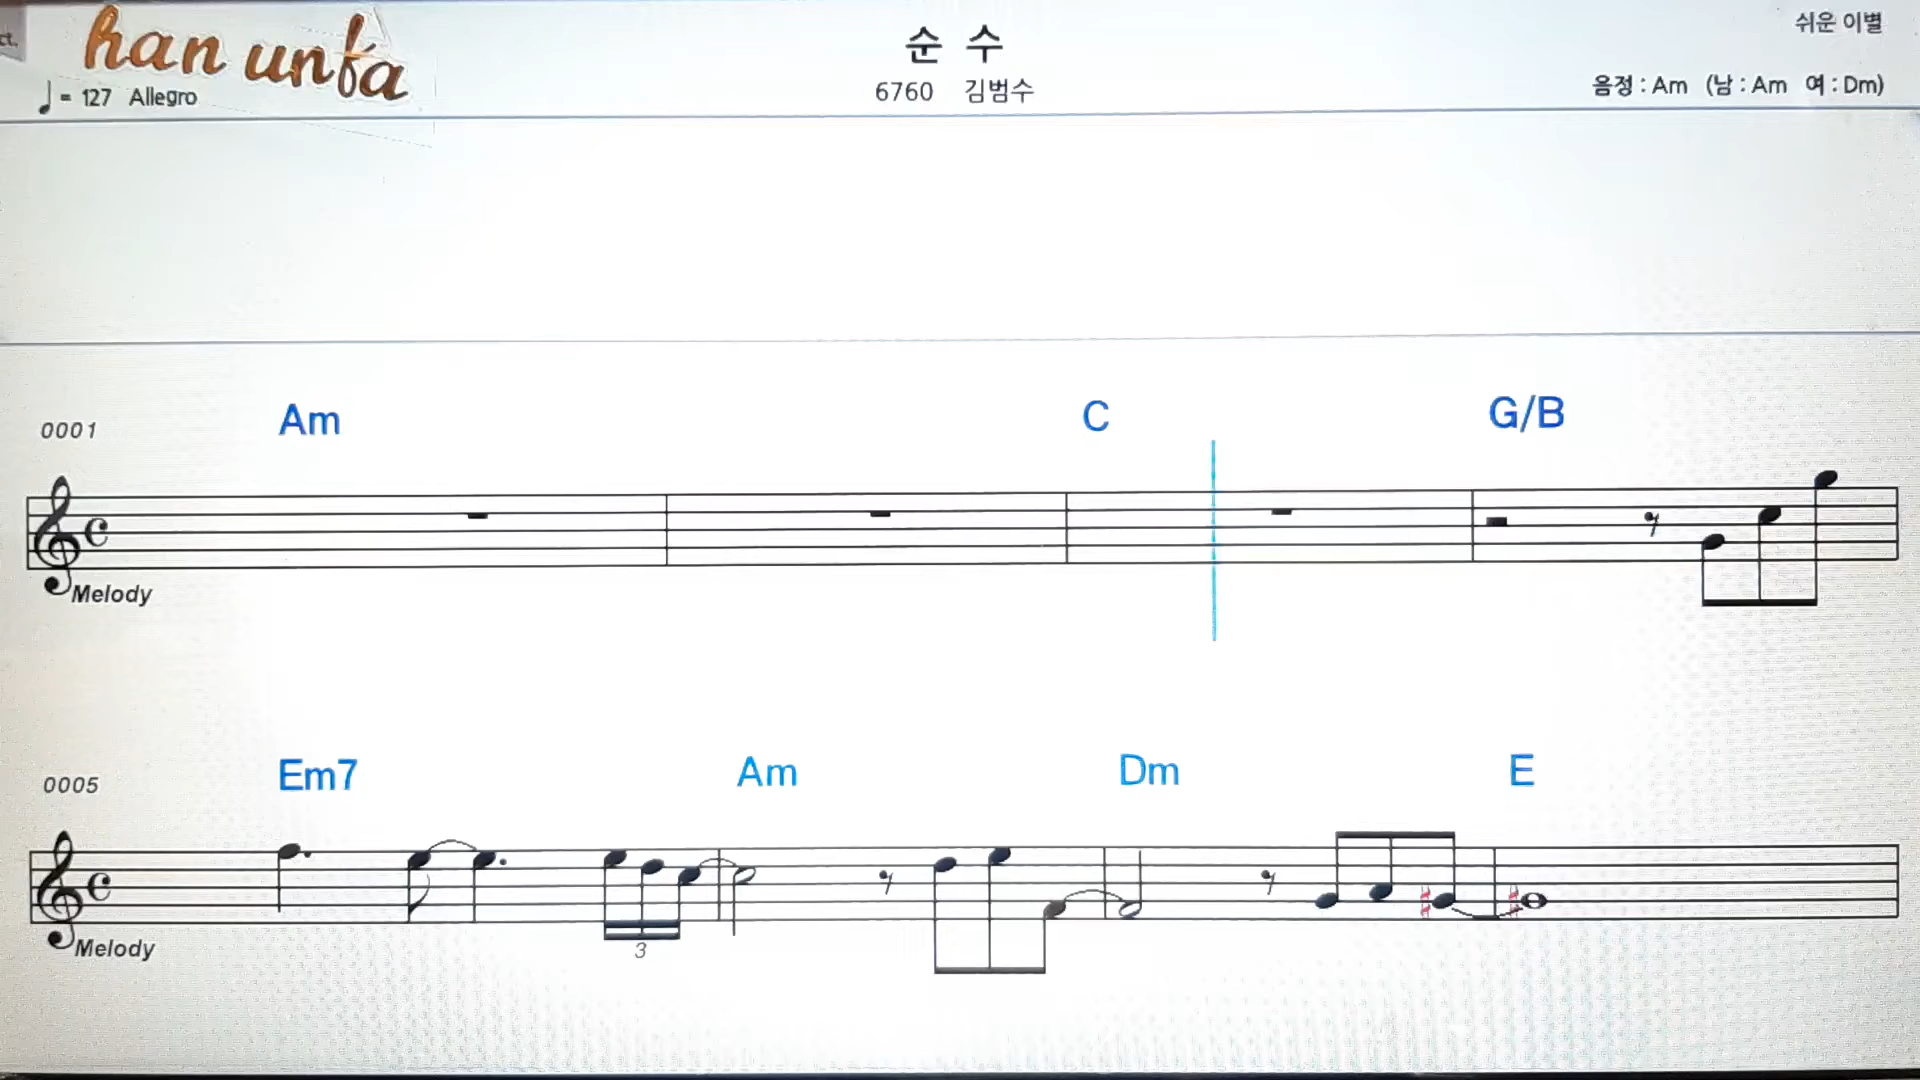 ct.
han unfa
쉬운 이별
순 수
♩= 127 Allegro
6760 김범수
음정 : Am (남 : Am 여 : Dm)
0001 Am C G/B
Melody
0005 Em7 Am Dm E
Melody
3